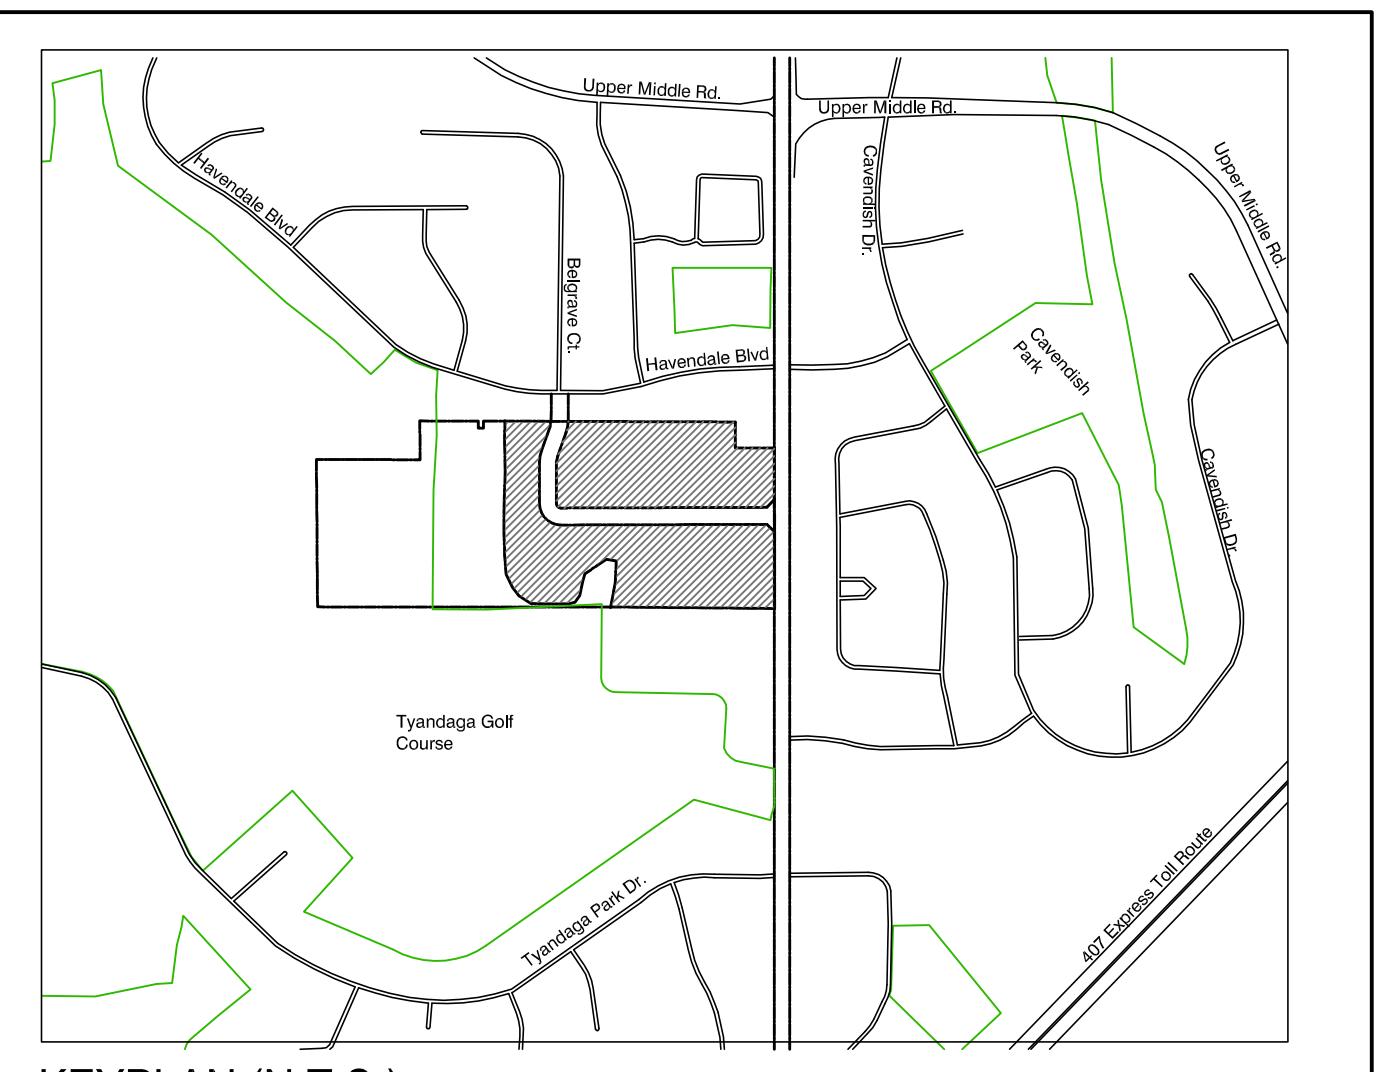 Upper Middle Rd.
Upper Middle Rd.
Upper Middle Rd.
Havendale Blvd
Cavendish Dr.
Belgrave Ct.
Havendale Blvd
Cavendish
Park
Cavendish Dr.
Tyandaga Golf
Course
407 Express Toll Route
Tyandaga Park Dr.
KEYPLAN (N.T.S.)